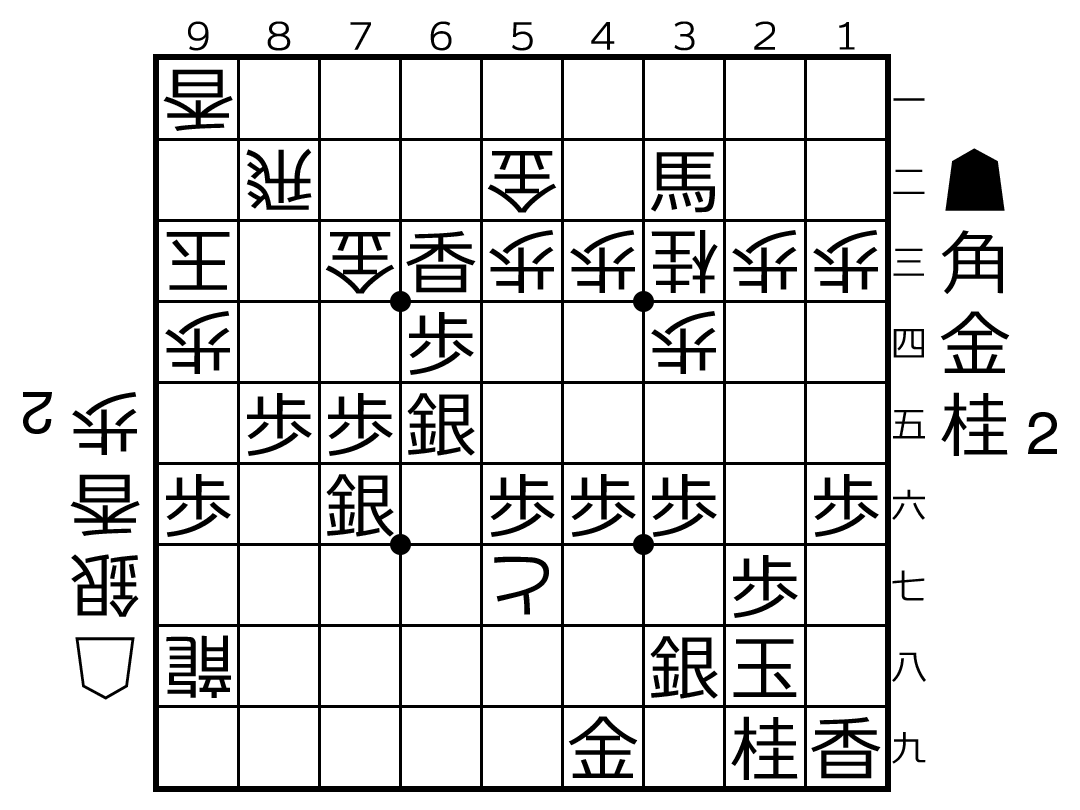 9 8 7 6 5 4 3 2 1
香 一
飛 金 馬 二
王 金 香 歩 歩 桂 歩 歩 三
歩 歩 歩 四
歩 歩 銀 五
歩 銀 歩 歩 歩 歩 六
と 歩 七
龍 銀 玉 八
金 桂 香 九
角
金
桂 2
歩 2
香
銀